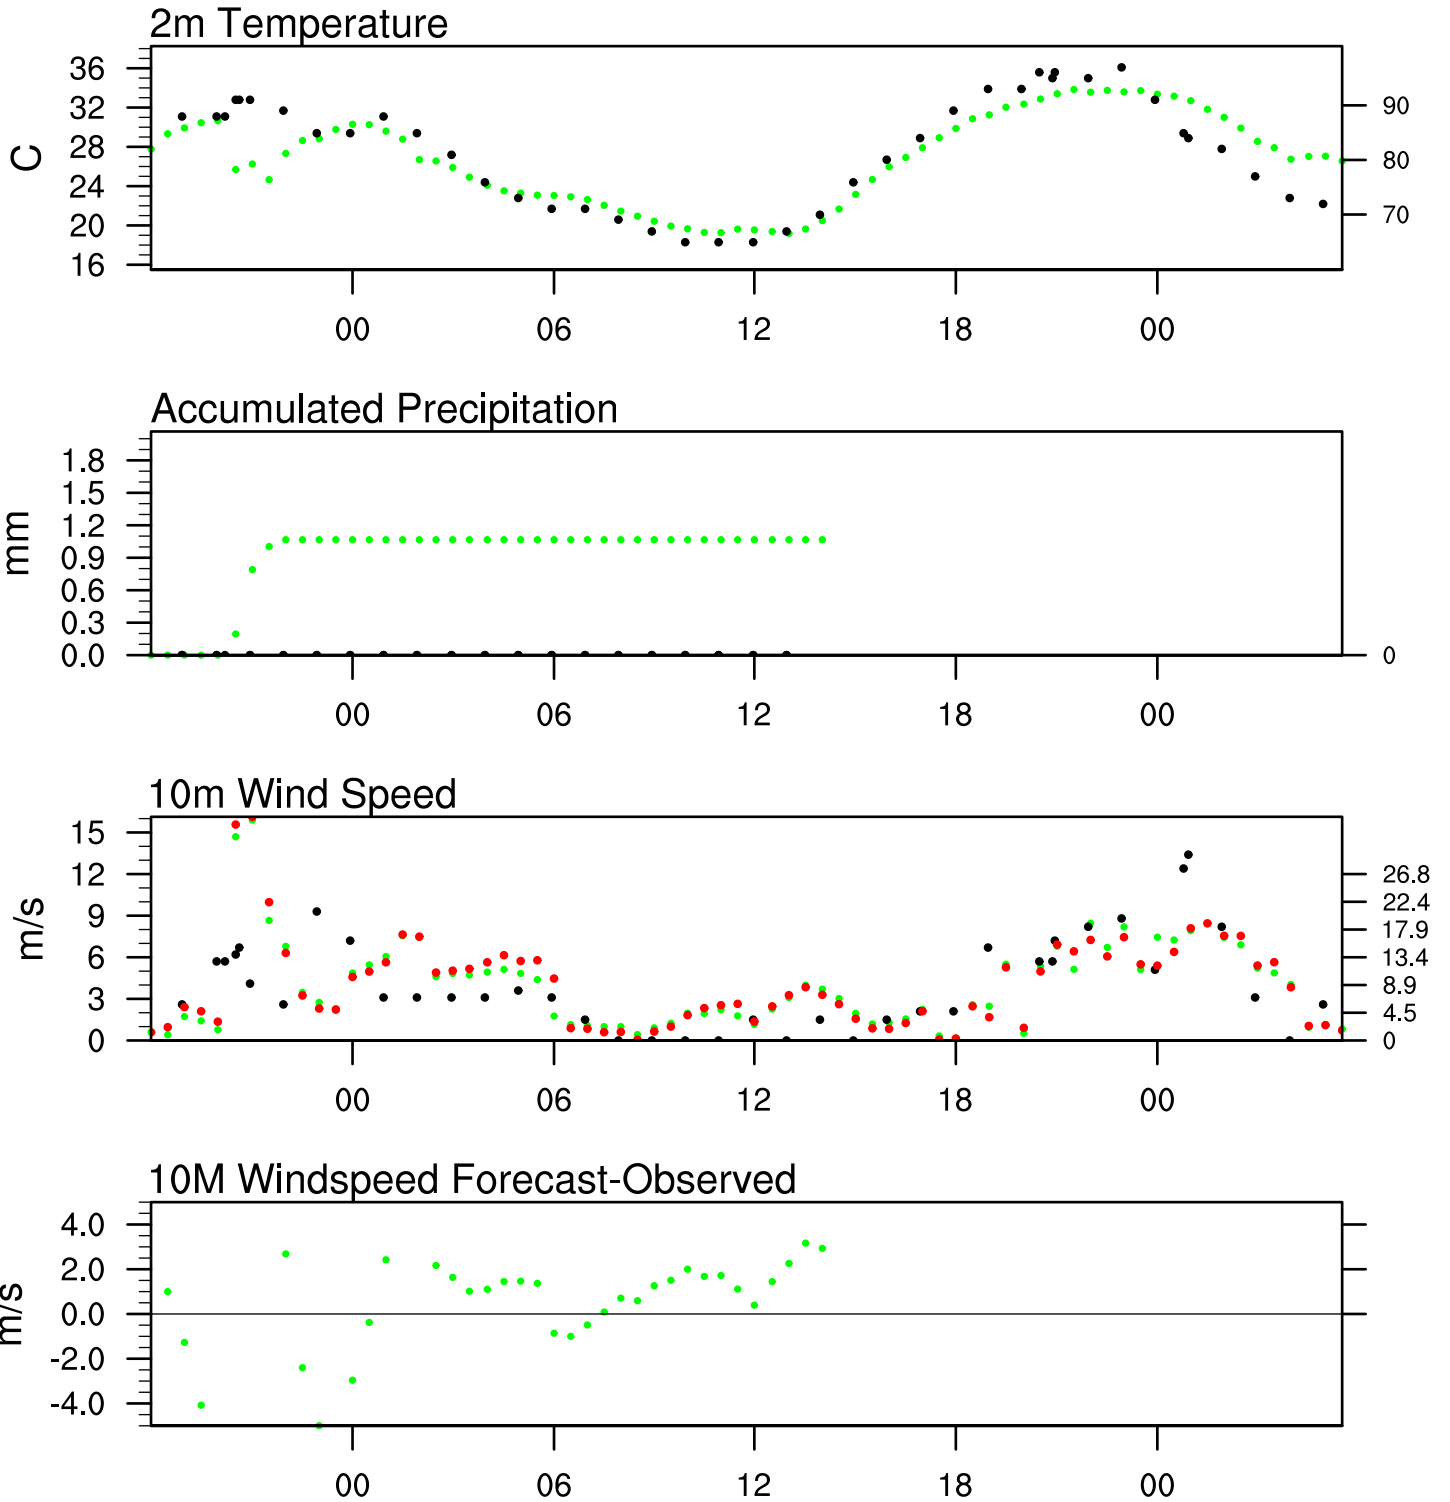 2m Temperature
36
32
28
24
20
16
C
90
80
70
00 06 12 18 00
Accumulated Precipitation
1.8
1.5
1.2
0.9
0.6
0.3
0.0
mm
0
00 06 12 18 00
10m Wind Speed
15
12
9
6
3
0
m/s
26.8
22.4
17.9
13.4
8.9
4.5
0
00 06 12 18 00
10M Windspeed Forecast-Observed
4.0
2.0
0.0
-2.0
-4.0
m/s
00 06 12 18 00